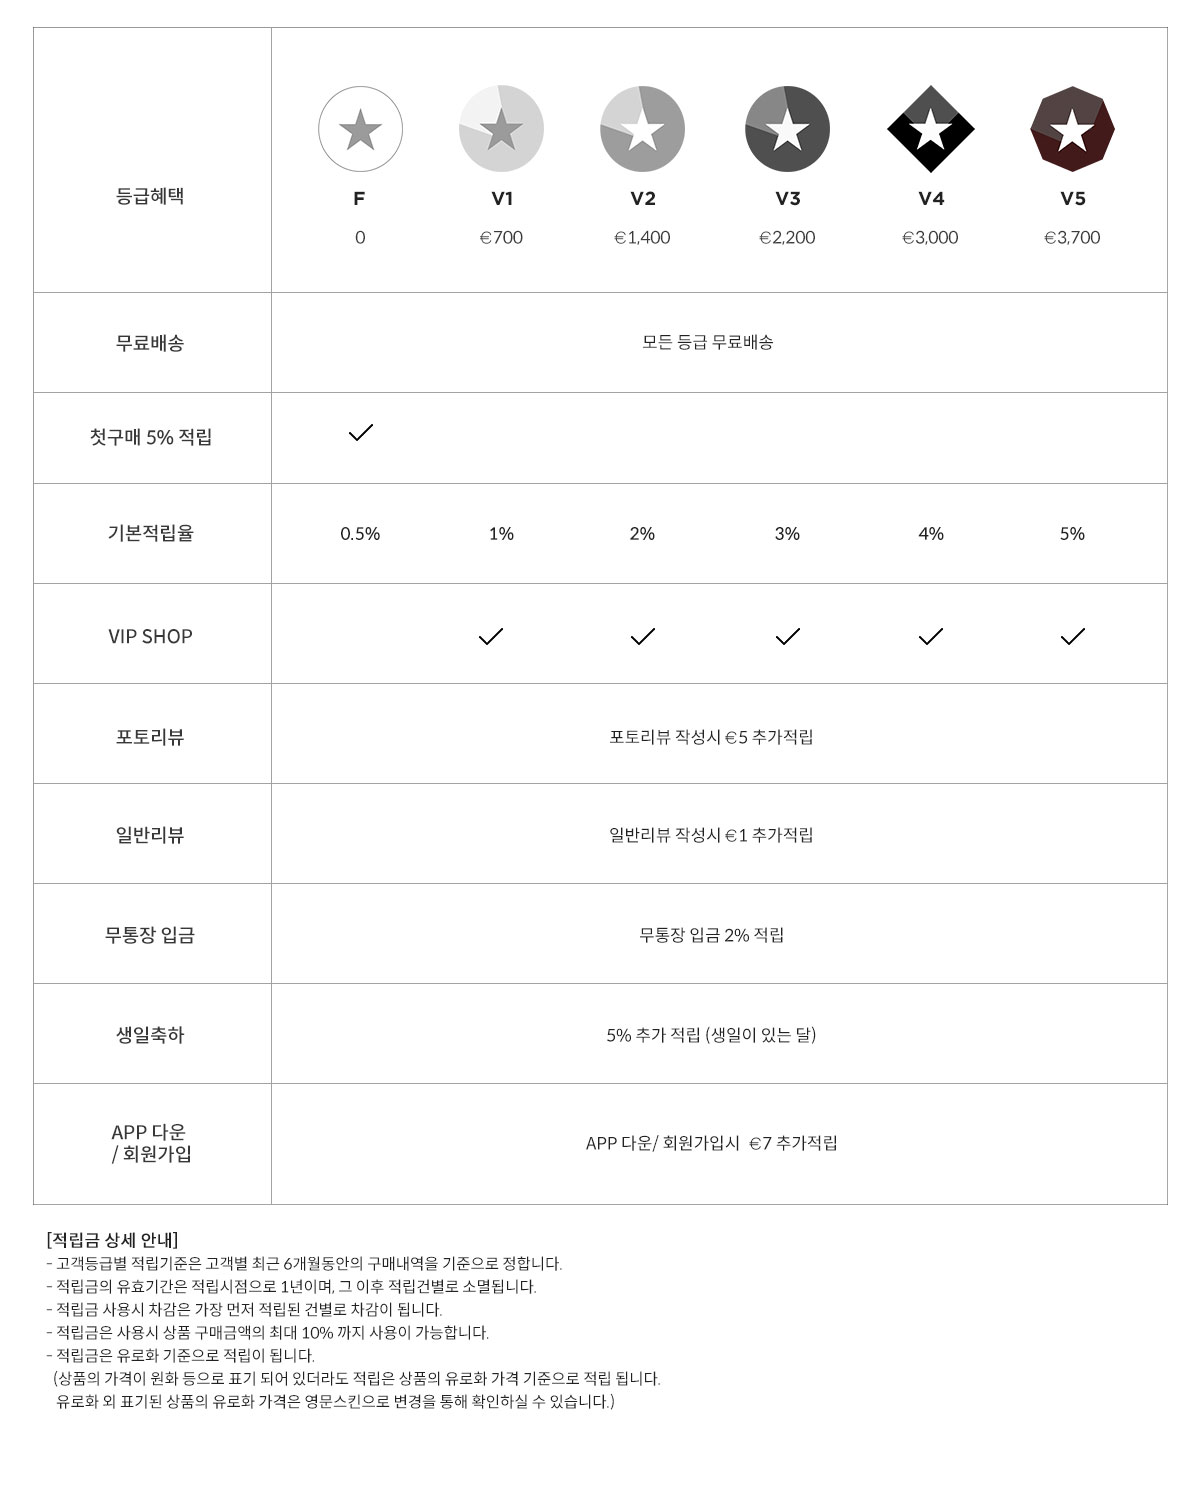 등급혜택
F V1 V2 V3 V4 V5
0 €700 €1,400 €2,200 €3,000 €3,700
무료배송
모든 등급 무료배송
첫구매 5% 적립
기본적립율
0.5% 1% 2% 3% 4% 5%
VIP SHOP
포토리뷰
포토리뷰 작성시 €5 추가적립
일반리뷰
일반리뷰 작성시 €1 추가적립
무통장 입금
무통장 입금 2% 적립
생일축하
5% 추가 적립 (생일이 있는 달)
APP 다운
/ 회원가입
APP 다운/ 회원가입시 €7 추가적립
[적립금 상세 안내]
- 고객등급별 적립기준은 고객별 최근 6개월동안의 구매내역을 기준으로 정합니다.
- 적립금의 유효기간은 적립시점으로 1년이며, 그 이후 적립건별로 소멸됩니다.
- 적립금 사용시 차감은 가장 먼저 적립된 건별로 차감이 됩니다.
- 적립금은 사용시 상품 구매금액의 최대 10% 까지 사용이 가능합니다.
- 적립금은 유로화 기준으로 적립이 됩니다.
(상품의 가격이 원화 등으로 표기 되어 있더라도 적립은 상품의 유로화 가격 기준으로 적립 됩니다.
유로화 외 표기된 상품의 유로화 가격은 영문스킨으로 변경을 통해 확인하실 수 있습니다.)